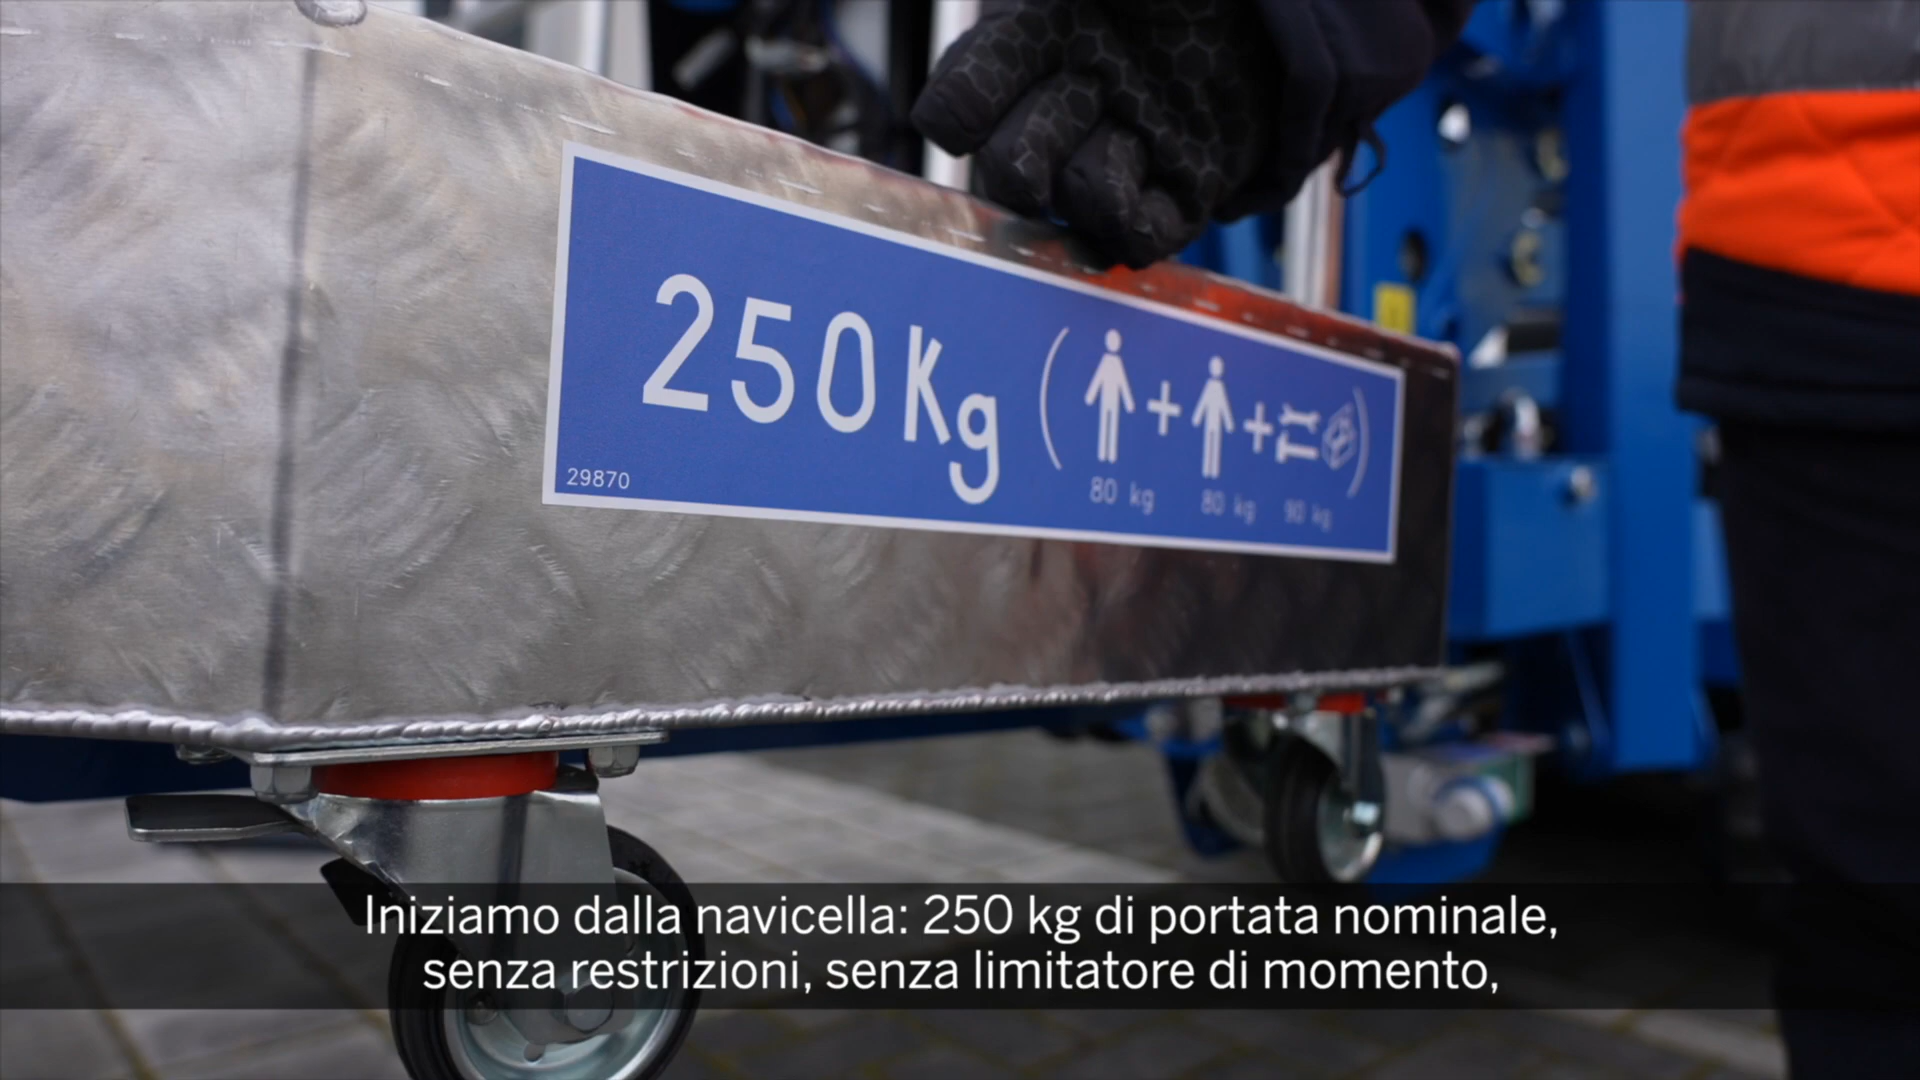 250 Kg ( + + )
80 kg 80 kg 90 kg
29870
Iniziamo dalla navicella: 250 kg di portata nominale,
senza restrizioni, senza limitatore di momento,